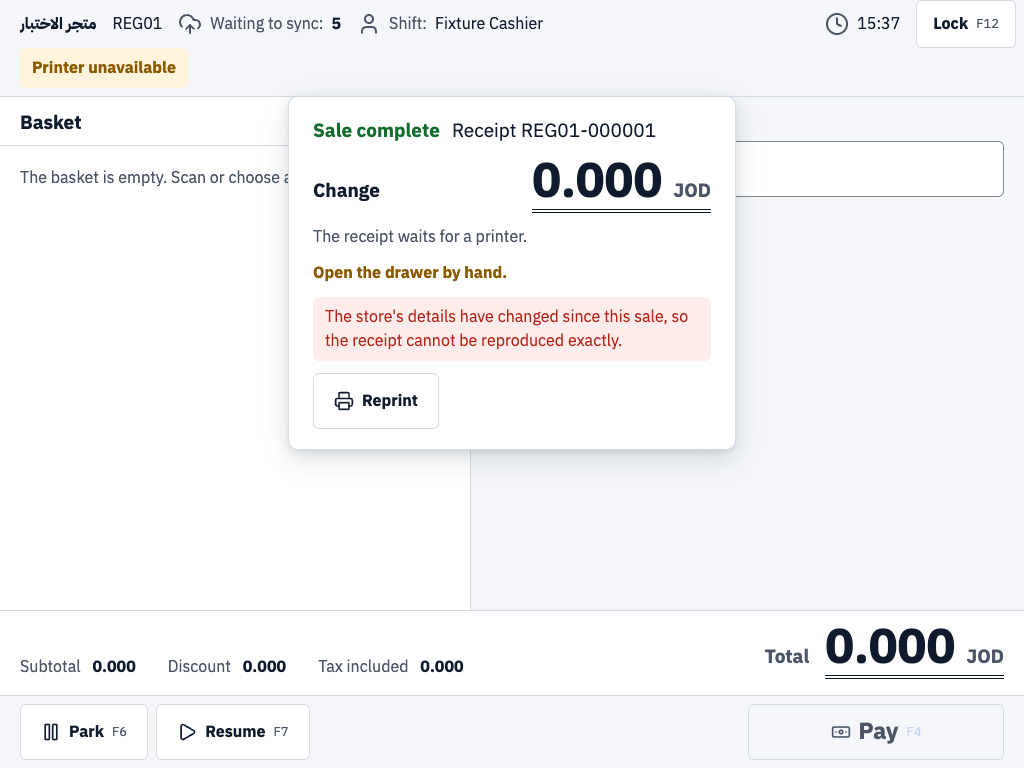 متجر الاختبار REG01 Waiting to sync: 5 Shift: Fixture Cashier 15:37 Lock F12
Printer unavailable
Basket
The basket is empty. Scan or choose
Sale complete Receipt REG01-000001
Change 0.000 JOD
The receipt waits for a printer.
Open the drawer by hand.
The store's details have changed since this sale, so
the receipt cannot be reproduced exactly.
Reprint
Subtotal 0.000 Discount 0.000 Tax included 0.000 Total 0.000 JOD
Park F6 Resume F7 Pay F4